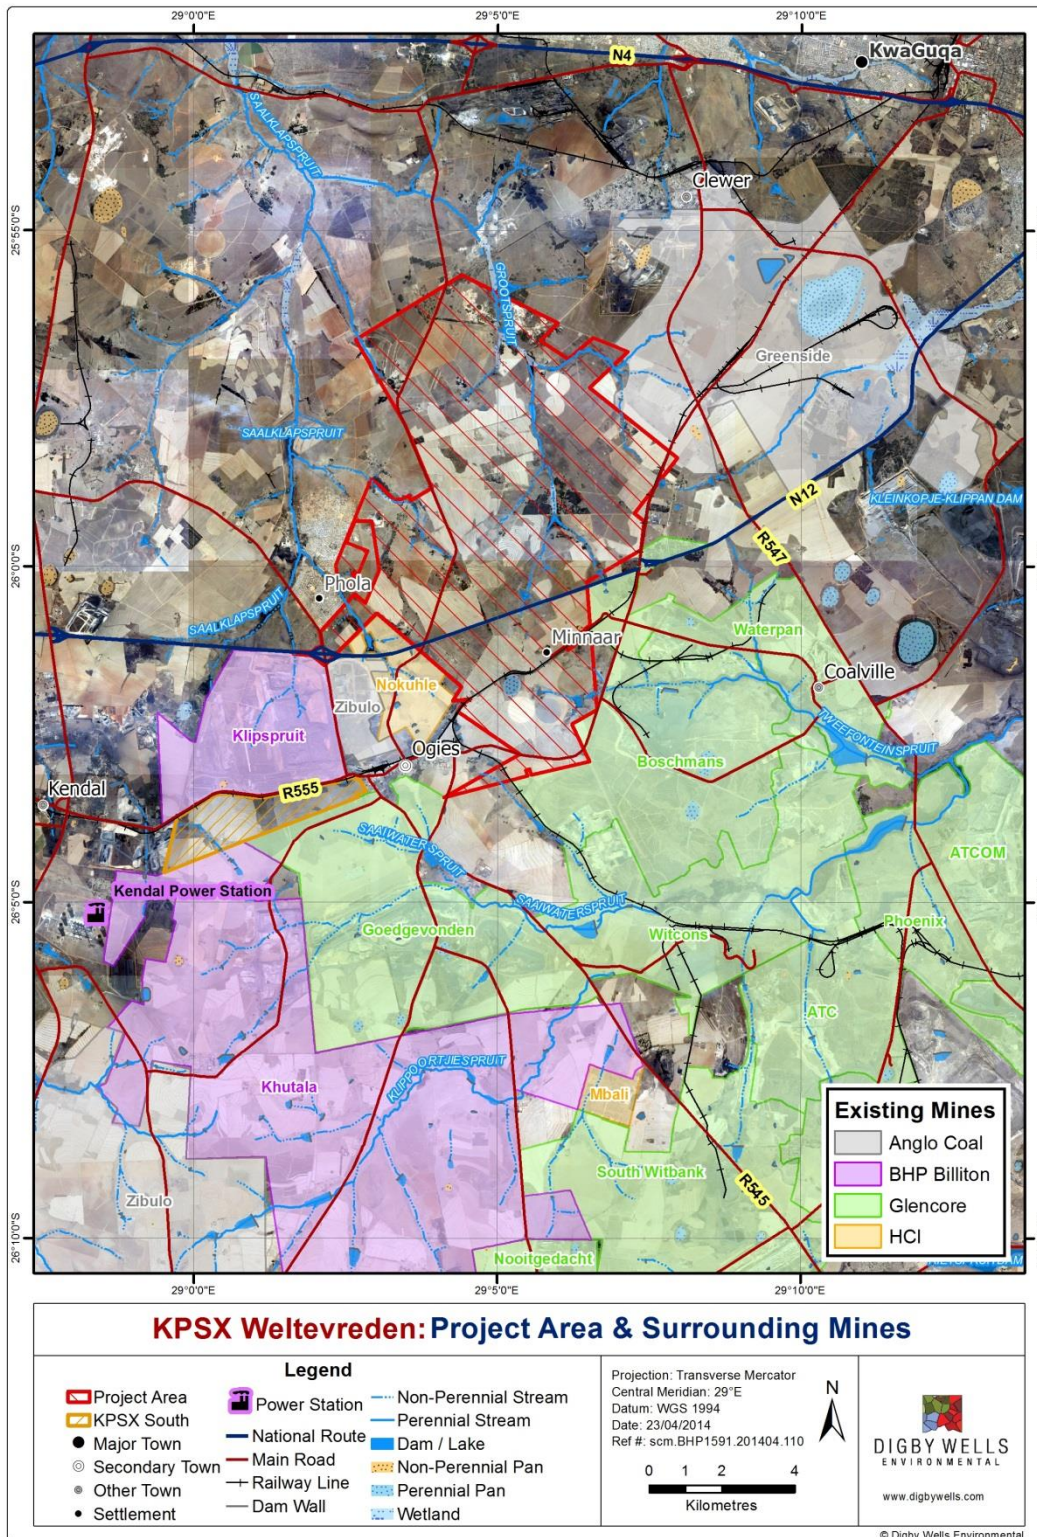 29°0'0"E
29°5'0"E
29°10'0"E
N4
KwaGuqa
SAALKLAPSPRUIT
Clewer
25°55'0"S
GROOTSPRUIT
Greenside
SAALKLAPSPRUIT
N12
KLEINKOPJE-KLIPPAN DAM
R547
26°0'0"S
Phola
SAALKLAPSPRUIT
Minnaar
Waterpan
Coalville
Nokuhle
Zibulo
Klipspruit
TWEEFONTEINSPRUIT
Ogies
Boschmans
Kendal
R555
SAAIWATERSPRUIT
ATCOM
Kendal Power Station
26°5'0"S
SAAIWATERSPRUIT
Goedgevonden
Witcons
Phoenix
ATC
KLIPPOORTJIESPRUIT
Khutala
Mbali
South Witbank
Zibulo
R545
26°10'0"S
Nooitgedacht
Existing Mines
Anglo Coal
BHP Billiton
Glencore
HCI
29°0'0"E
29°5'0"E
29°10'0"E
KPSX Weltevreden: Project Area & Surrounding Mines
Legend
Project Area
KPSX South
Major Town
Secondary Town
Other Town
Settlement
Power Station
National Route
Main Road
Railway Line
Dam Wall
Non-Perennial Stream
Perennial Stream
Dam / Lake
Non-Perennial Pan
Perennial Pan
Wetland
Projection: Transverse Mercator
Central Meridian: 29°E
Datum: WGS 1994
Date: 23/04/2014
Ref #: scm.BHP1591.201404.110
N
0 1 2 4
Kilometres
DIGBY WELLS
ENVIRONMENTAL
www.digbywells.com
© Digby Wells Environmental